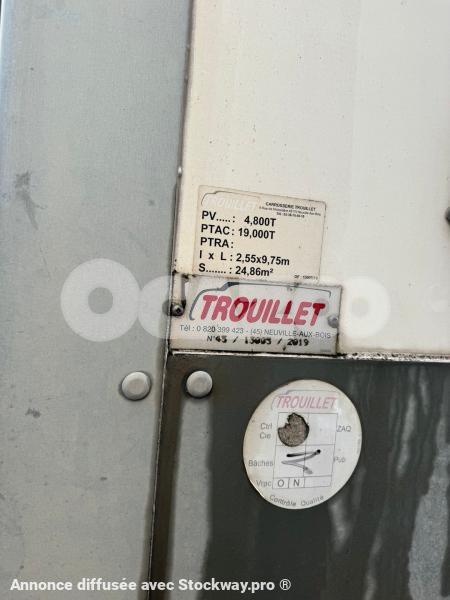 TROUILLET
CARROSSERIE TROUILLET
PV.....: 4,800T
PTAC: 19,000T
PTRA:
l x L: 2,55x9,75m
S.......: 24,86m²
TROUILLET
Tél : 0 820 399 423 - (45) NEUVILLE-AUX-BOIS
N°45 / 13003 / 2019
TROUILLET
Ctrl
Cie
ZAQ
Bâches
Pub
Vrac O N
Contrôle Qualité
Annonce diffusée avec Stockway.pro ®